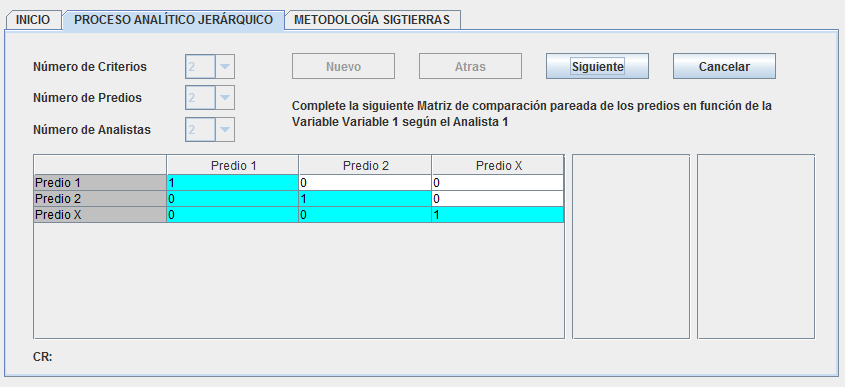 INICIO PROCESO ANALÍTICO JERÁRQUICO METODOLOGÍA SIGTIERRAS
Número de Criterios 2 Nuevo Atras Siguiente Cancelar
Número de Predios 2
Número de Analistas 2
Complete la siguiente Matriz de comparación pareada de los predios en función de la
Variable Variable 1 según el Analista 1
Predio 1 Predio 2 Predio X
Predio 1 1 0 0
Predio 2 0 1 0
Predio X 0 0 1
CR: